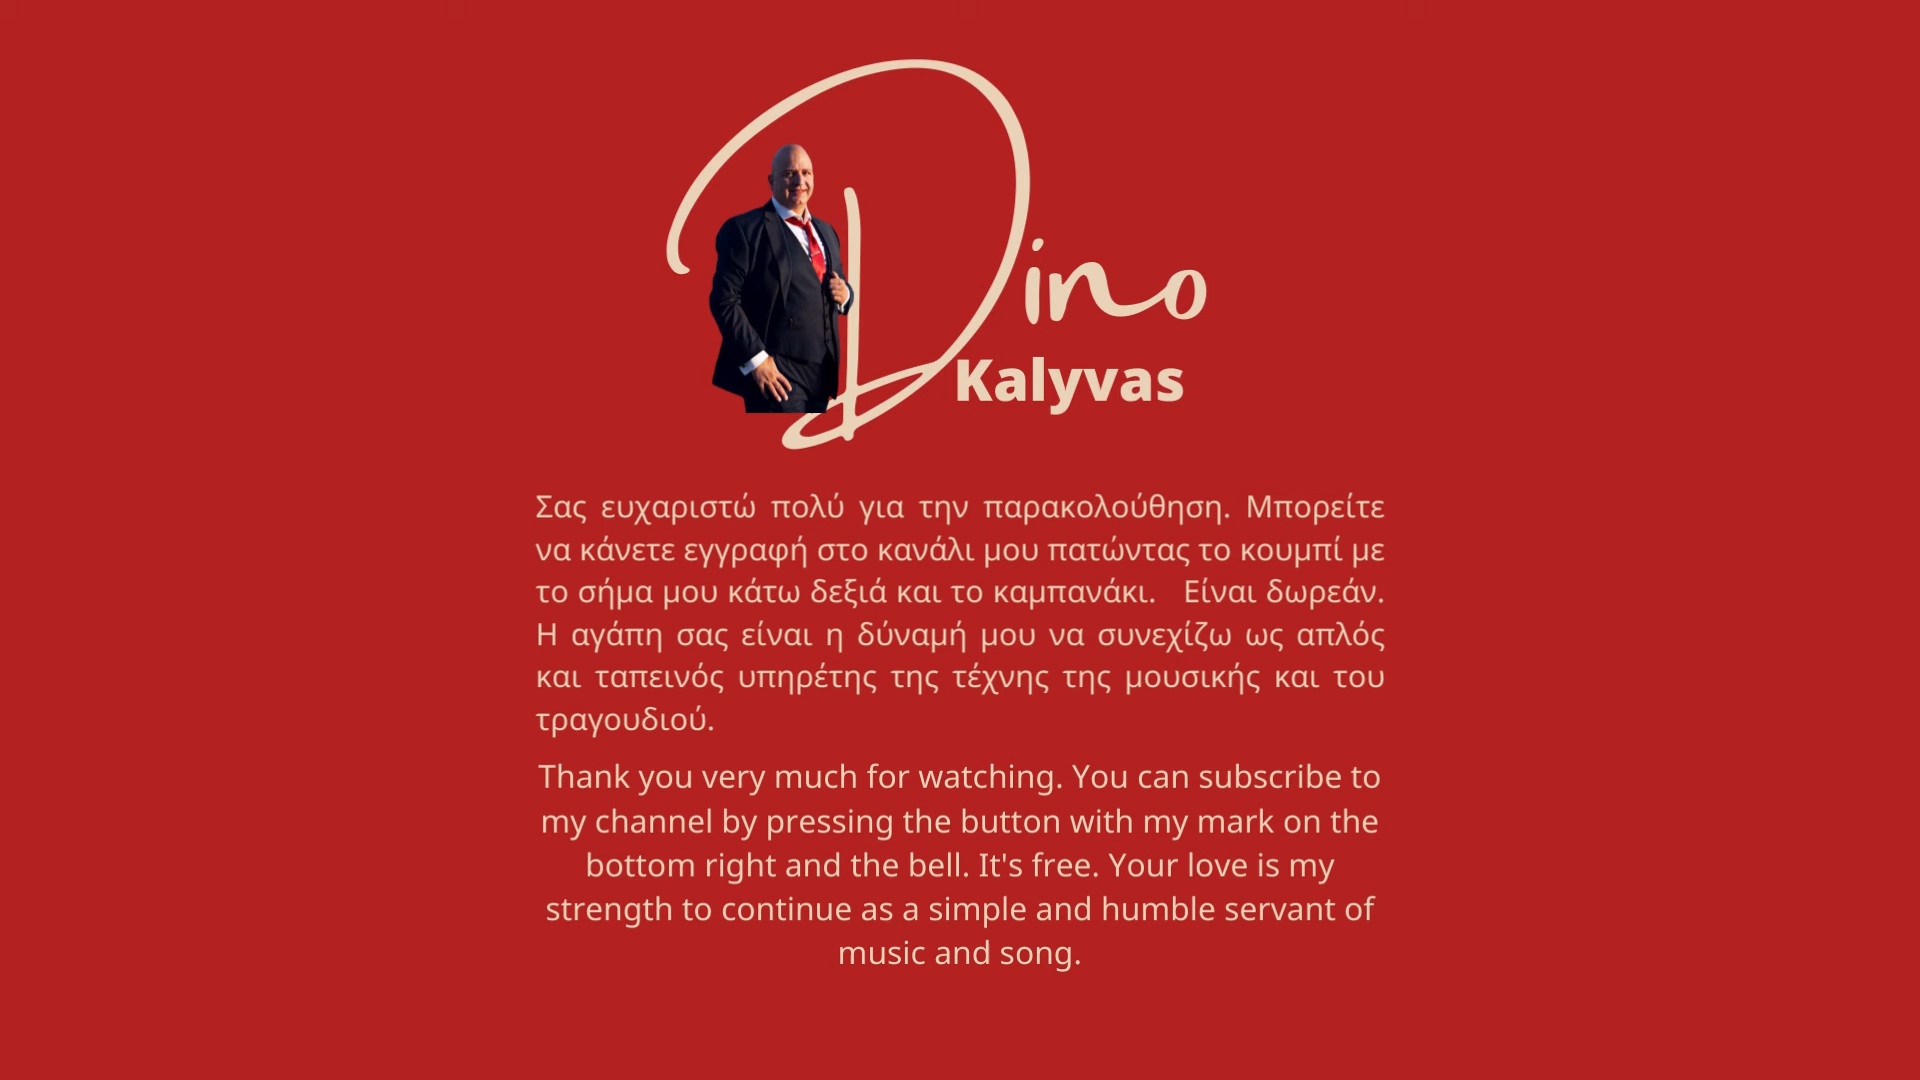 Dino
Kalyvas
Σας ευχαριστώ πολύ για την παρακολούθηση. Μπορείτε
να κάνετε εγγραφή στο κανάλι μου πατώντας το κουμπί με
το σήμα μου κάτω δεξιά και το καμπανάκι. Είναι δωρεάν.
Η αγάπη σας είναι η δύναμή μου να συνεχίζω ως απλός
και ταπεινός υπηρέτης της τέχνης της μουσικής και του
τραγουδιού.
Thank you very much for watching. You can subscribe to
my channel by pressing the button with my mark on the
bottom right and the bell. It's free. Your love is my
strength to continue as a simple and humble servant of
music and song.